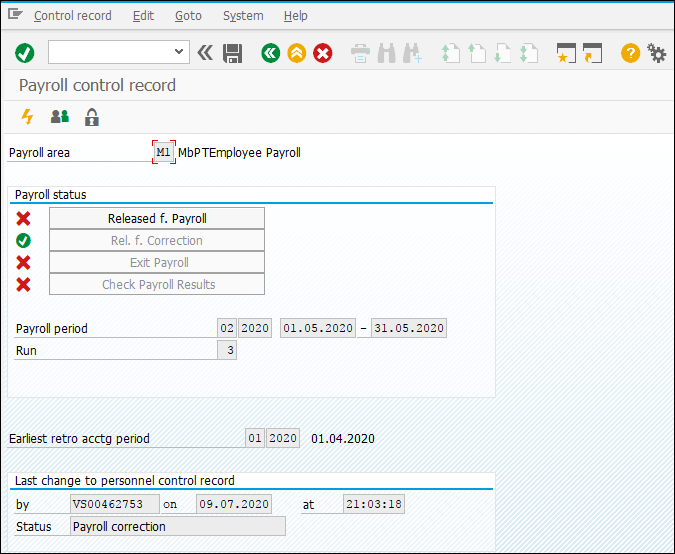 Control record Edit Goto System Help
Payroll control record
Payroll area M1 MbPTEmployee Payroll
Payroll status
Released f. Payroll
Rel. f. Correction
Exit Payroll
Check Payroll Results
Payroll period 02 2020 01.05.2020 – 31.05.2020
Run 3
Earliest retro acctg period 01 2020 01.04.2020
Last change to personnel control record
by VS00462753 on 09.07.2020 at 21:03:18
Status Payroll correction